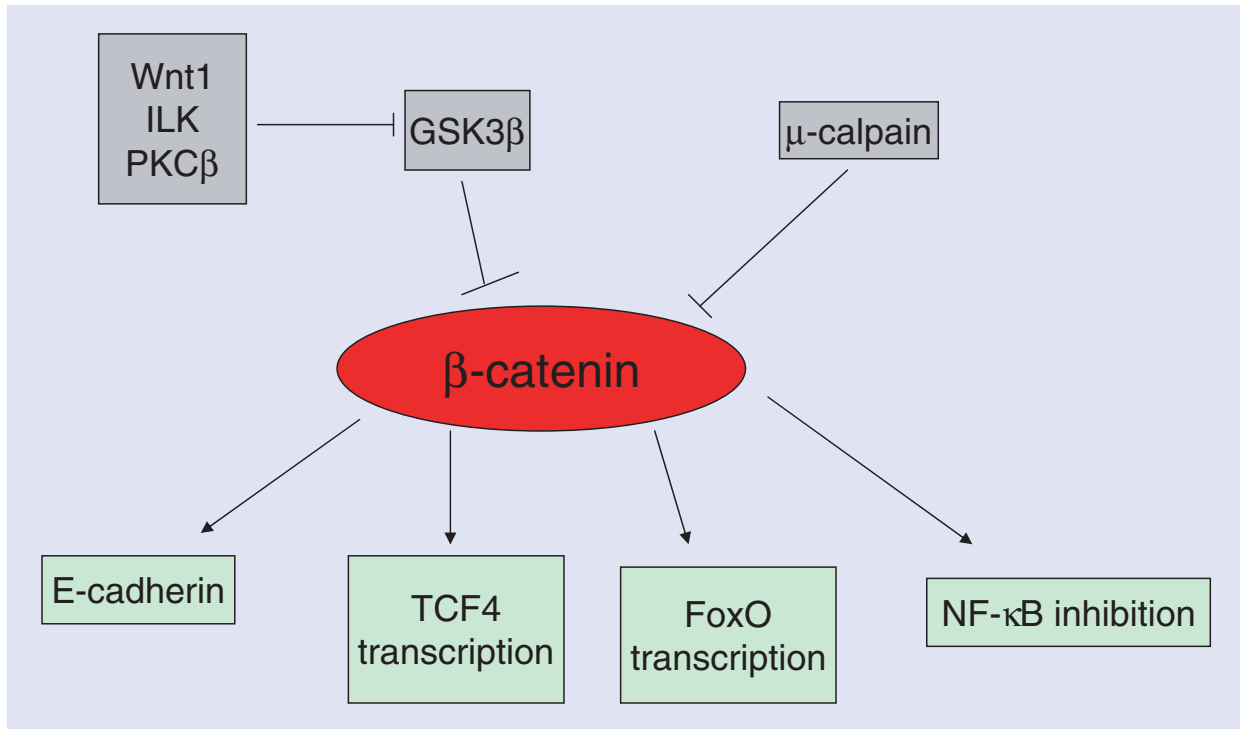 Wnt1
ILK
PKCβ
GSK3β
μ-calpain
β-catenin
E-cadherin
TCF4
transcription
FoxO
transcription
NF-κB inhibition